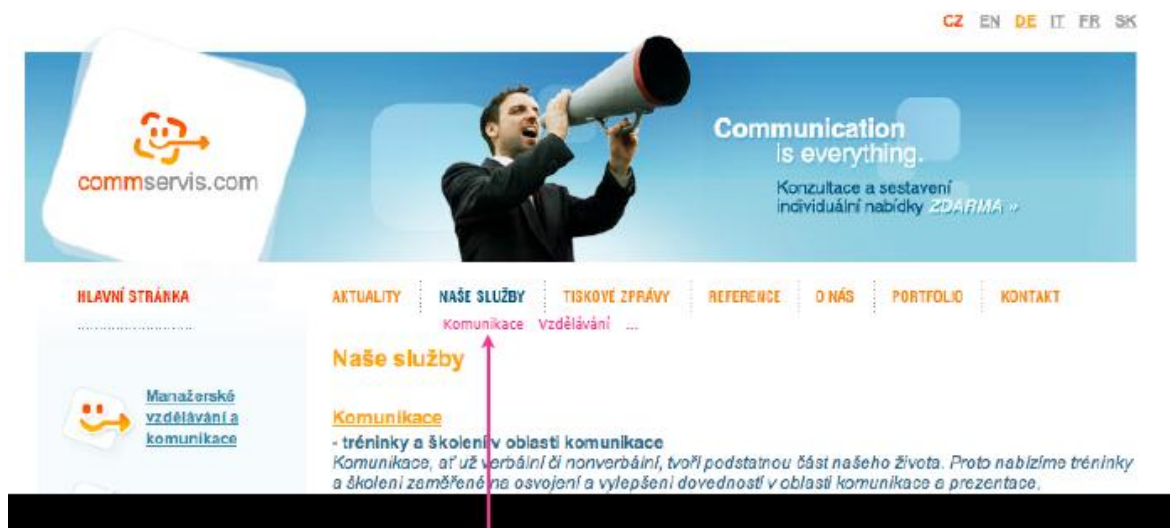 CZ EN DE IT FR SK
commservis.com
Communication
is everything.
Konzultace a sestavení
individuální nabídky ZDARMA »
HLAVNÍ STRÁNKA
AKTUALITY NAŠE SLUŽBY TISKOVÉ ZPRÁVY REFERENCE O NÁS PORTFOLIO KONTAKT
Komunikace Vzdělávání ...
Naše služby
Manažerské
vzdělávání a
komunikace
Komunikace
- tréninky a školení v oblasti komunikace
Komunikace, ať už verbální či nonverbální, tvoří podstatnou část našeho života. Proto nabízíme tréninky
a školení zaměřené na osvojení a vylepšení dovedností v oblasti komunikace a prezentace,